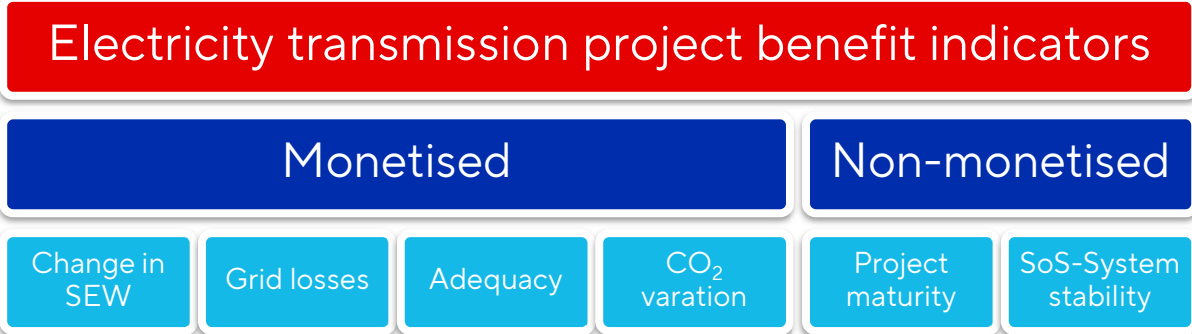 Electricity transmission project benefit indicators
Monetised
Non-monetised
Change in
SEW
Grid losses
Adequacy
CO₂
varation
Project
maturity
SoS-System
stability